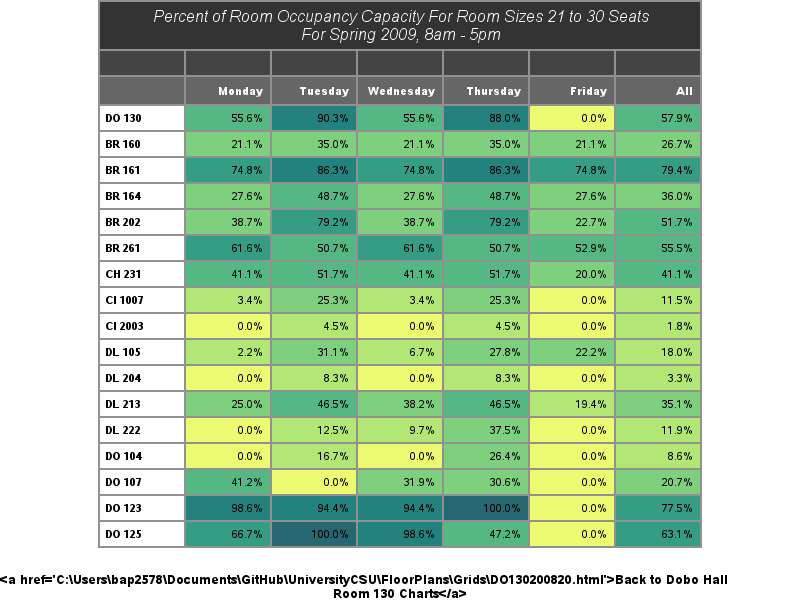 Percent of Room Occupancy Capacity For Room Sizes 21 to 30 Seats
For Spring 2009, 8am - 5pm
Monday Tuesday Wednesday Thursday Friday All
DO 130 55.6% 90.3% 55.6% 88.0% 0.0% 57.9%
BR 160 21.1% 35.0% 21.1% 35.0% 21.1% 26.7%
BR 161 74.8% 86.3% 74.8% 86.3% 74.8% 79.4%
BR 164 27.6% 48.7% 27.6% 48.7% 27.6% 36.0%
BR 202 38.7% 79.2% 38.7% 79.2% 22.7% 51.7%
BR 261 61.6% 50.7% 61.6% 50.7% 52.9% 55.5%
CH 231 41.1% 51.7% 41.1% 51.7% 20.0% 41.1%
CI 1007 3.4% 25.3% 3.4% 25.3% 0.0% 11.5%
CI 2003 0.0% 4.5% 0.0% 4.5% 0.0% 1.8%
DL 105 2.2% 31.1% 6.7% 27.8% 22.2% 18.0%
DL 204 0.0% 8.3% 0.0% 8.3% 0.0% 3.3%
DL 213 25.0% 46.5% 38.2% 46.5% 19.4% 35.1%
DL 222 0.0% 12.5% 9.7% 37.5% 0.0% 11.9%
DO 104 0.0% 16.7% 0.0% 26.4% 0.0% 8.6%
DO 107 41.2% 0.0% 31.9% 30.6% 0.0% 20.7%
DO 123 98.6% 94.4% 94.4% 100.0% 0.0% 77.5%
DO 125 66.7% 100.0% 98.6% 47.2% 0.0% 63.1%
<a href='C:\Users\bap2578\Documents\GitHub\UniversityCSU\FloorPlans\Grids\DO130200820.html'>Back to Dobo Hall
Room 130 Charts</a>